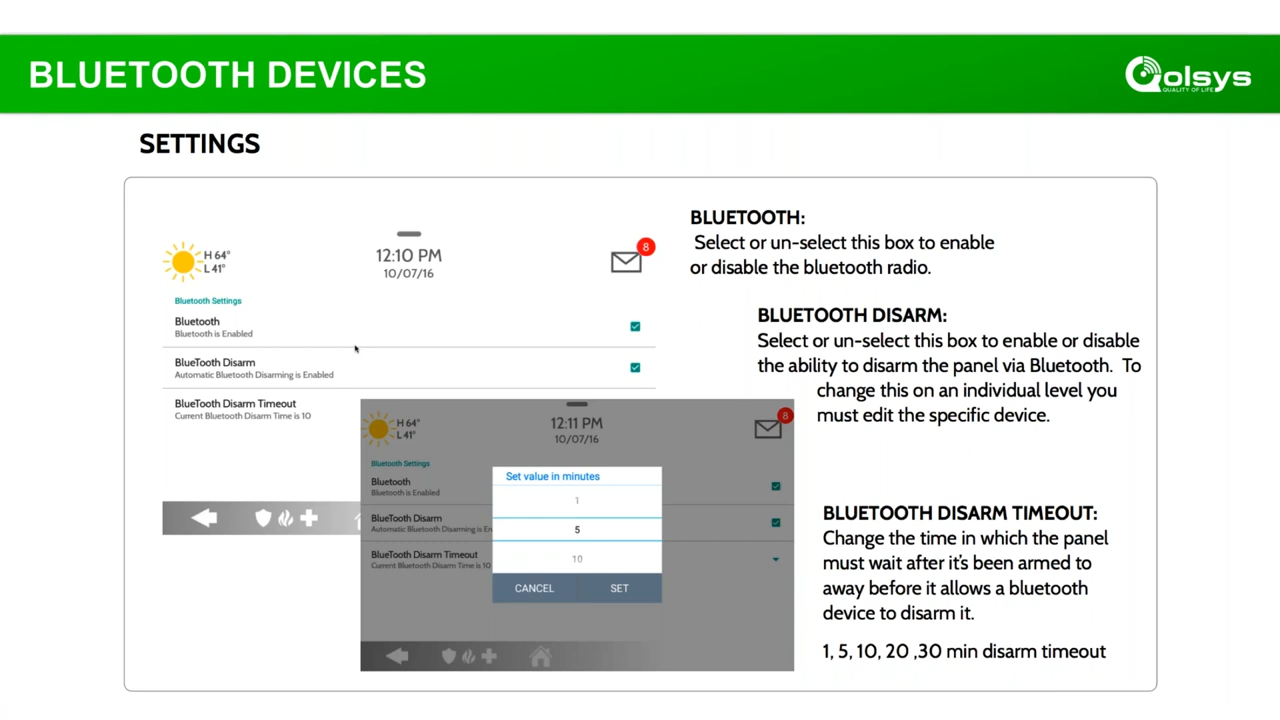 BLUETOOTH DEVICES
Qolsys
QUALITY OF LIFE
SETTINGS
H 64°
L 41°
12:10 PM
10/07/16
8
Bluetooth Settings
Bluetooth
Bluetooth is Enabled
BlueTooth Disarm
Automatic Bluetooth Disarming is Enabled
BlueTooth Disarm Timeout
Current Bluetooth Disarm Time is 10
H 64°
L 41°
12:11 PM
10/07/16
8
Bluetooth Settings
Bluetooth
Bluetooth is Enabled
BlueTooth Disarm
Automatic Bluetooth Disarming is En
BlueTooth Disarm Timeout
Current Bluetooth Disarm Time is 10
Set value in minutes
1
5
10
CANCEL SET
BLUETOOTH:
Select or un-select this box to enable
or disable the bluetooth radio.
BLUETOOTH DISARM:
Select or un-select this box to enable or disable
the ability to disarm the panel via Bluetooth. To
change this on an individual level you
must edit the specific device.
BLUETOOTH DISARM TIMEOUT:
Change the time in which the panel
must wait after it's been armed to
away before it allows a bluetooth
device to disarm it.
1, 5, 10, 20 ,30 min disarm timeout